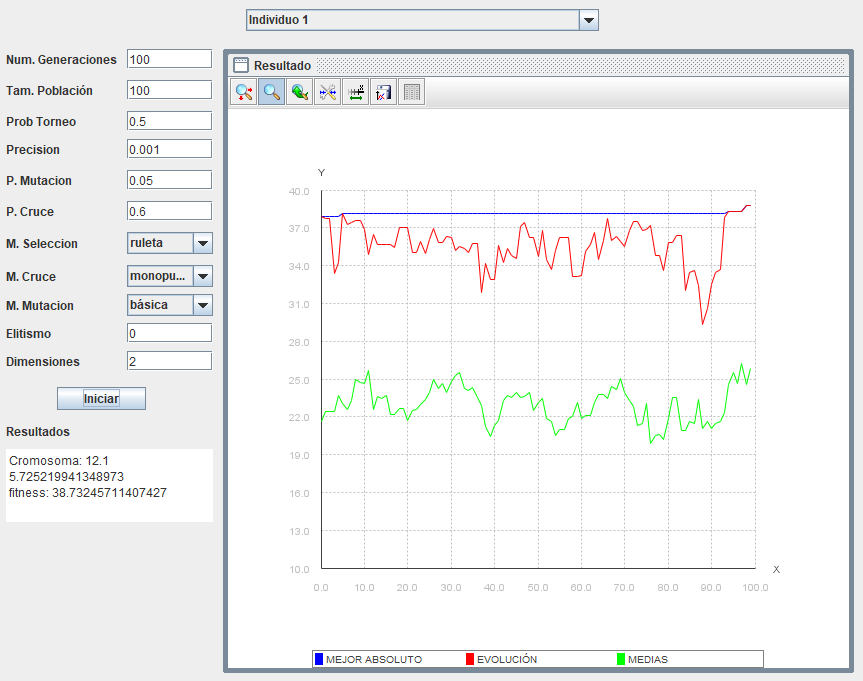 Individuo 1
Num. Generaciones 100
Tam. Población 100
Prob Torneo 0.5
Precision 0.001
P. Mutacion 0.05
P. Cruce 0.6
M. Seleccion ruleta
M. Cruce monopu...
M. Mutacion básica
Elitismo 0
Dimensiones 2
Iniciar
Resultados
Cromosoma: 12.1
5.725219941348973
fitness: 38.73245711407427
Resultado
Y
40.0
37.0
34.0
31.0
28.0
25.0
22.0
19.0
16.0
13.0
10.0
X
0.0 10.0 20.0 30.0 40.0 50.0 60.0 70.0 80.0 90.0 100.0
MEJOR ABSOLUTO EVOLUCIÓN MEDIAS